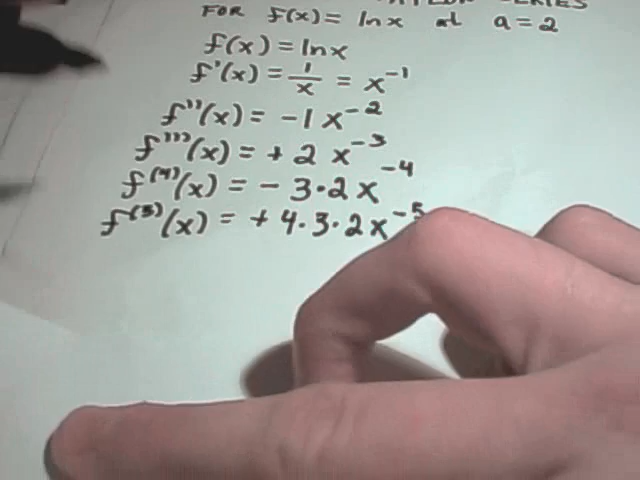 SERIES
FOR f(x) = ln x at a = 2
f(x) = ln x
f'(x) = 1/x = x⁻¹
f''(x) = -1 x⁻²
f'''(x) = + 2 x⁻³
f⁽⁴⁾(x) = - 3·2 x⁻⁴
f⁽⁵⁾(x) = + 4·3·2 x⁻⁵